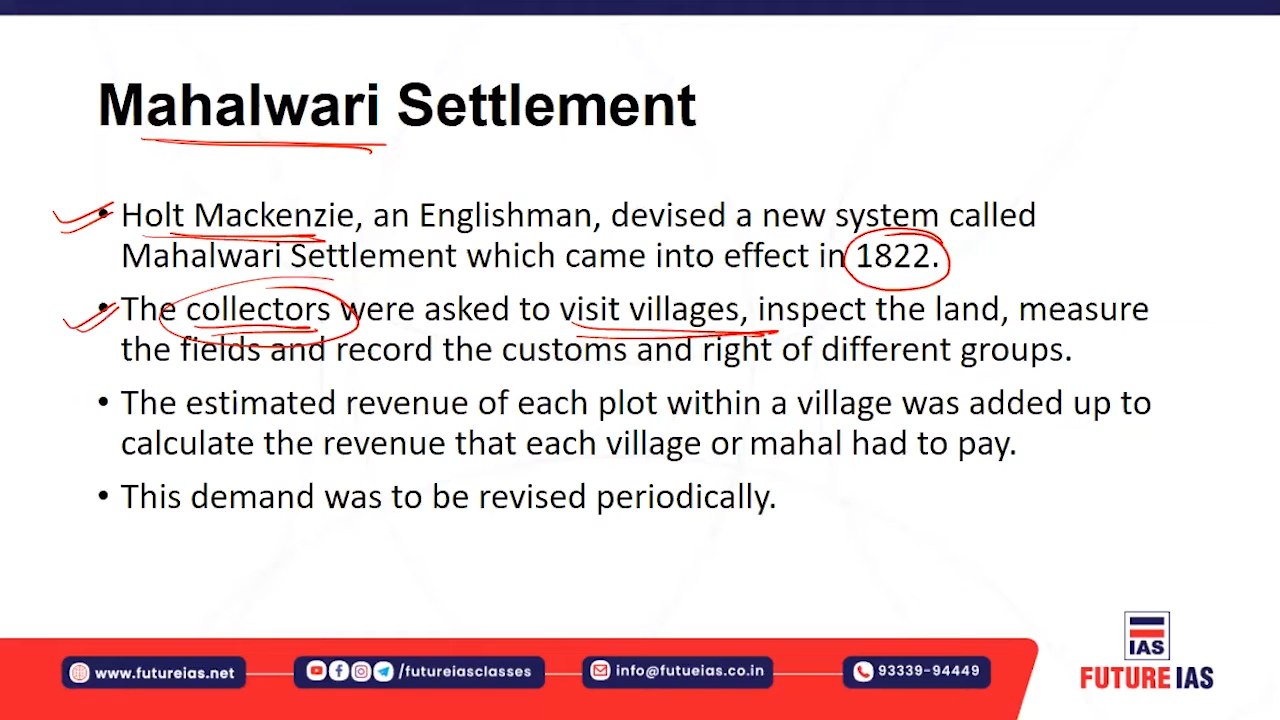 Mahalwari Settlement
• Holt Mackenzie, an Englishman, devised a new system called
Mahalwari Settlement which came into effect in 1822.
• The collectors were asked to visit villages, inspect the land, measure
the fields and record the customs and right of different groups.
• The estimated revenue of each plot within a village was added up to
calculate the revenue that each village or mahal had to pay.
• This demand was to be revised periodically.
IAS
FUTURE IAS
www.futureias.net
/futureiasclasses
info@futueias.co.in
93339-94449